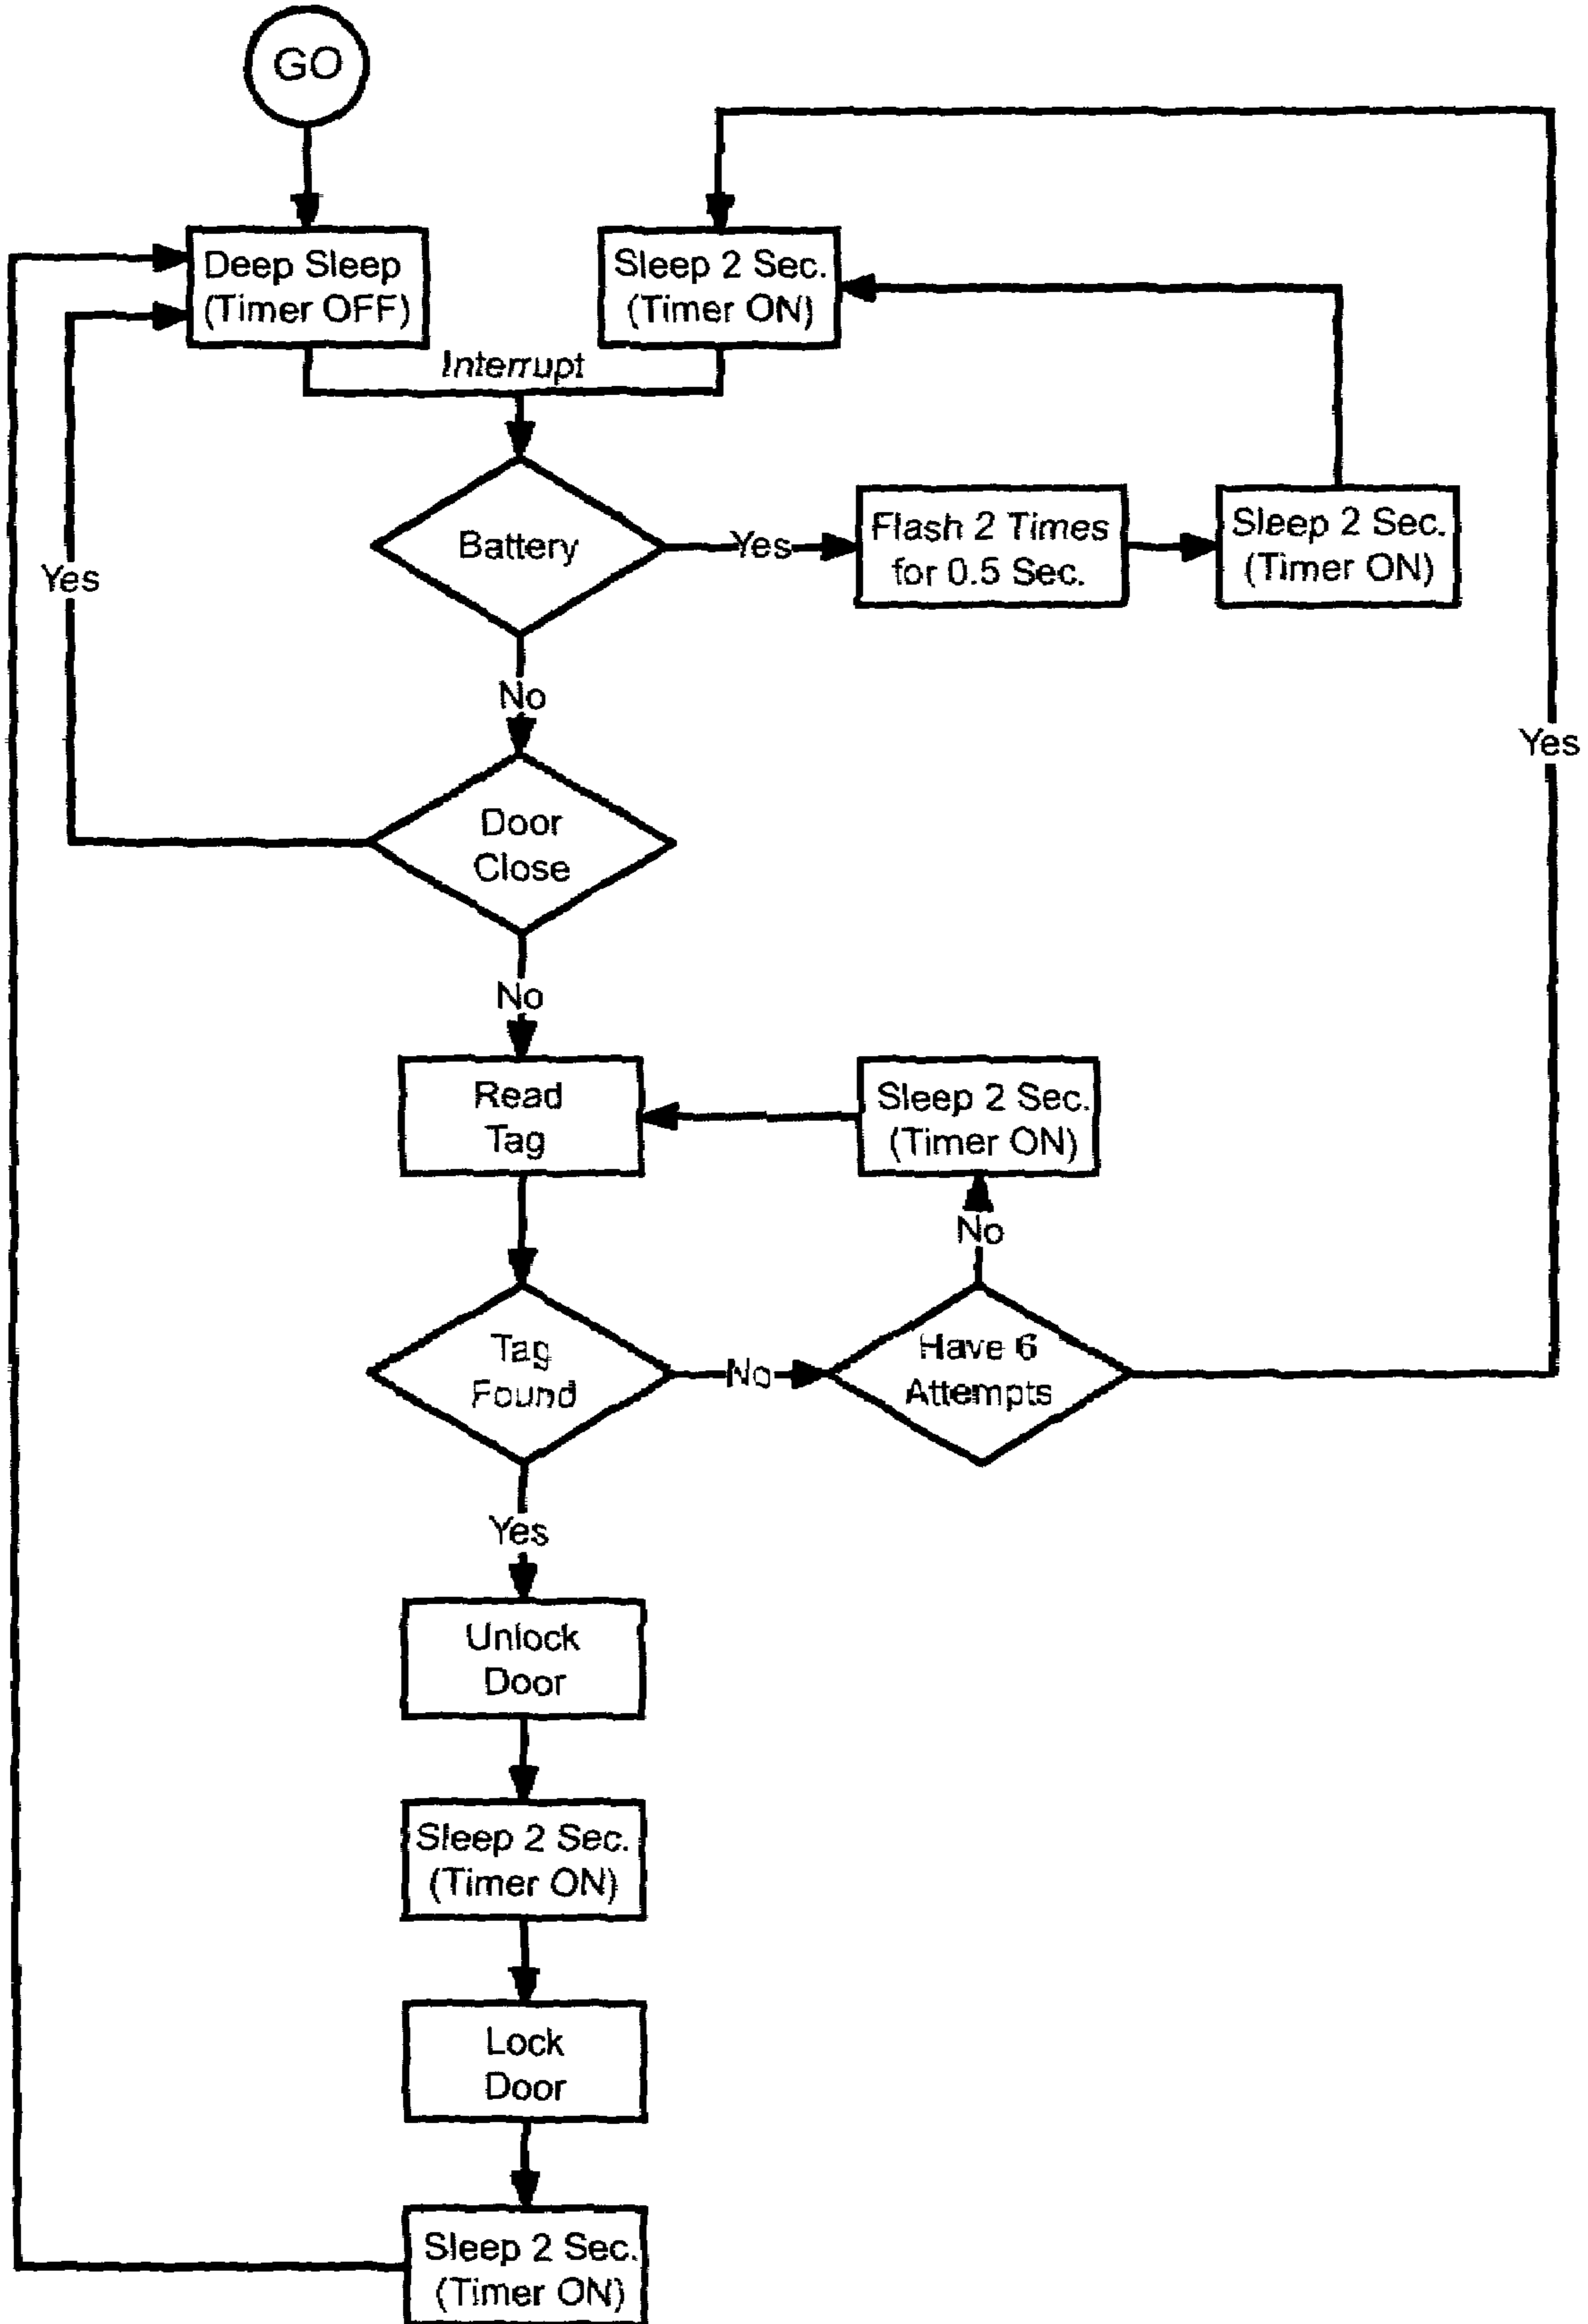 GO
Deep Sleep
(Timer OFF)
Sleep 2 Sec.
(Timer ON)
Interrupt
Battery
Yes
Flash 2 Times
for 0.5 Sec.
Sleep 2 Sec.
(Timer ON)
Yes
No
Yes
Door
Close
No
Read
Tag
Sleep 2 Sec.
(Timer ON)
No
Tag
Found
No
Have 6
Attempts
Yes
Unlock
Door
Sleep 2 Sec.
(Timer ON)
Lock
Door
Sleep 2 Sec.
(Timer ON)